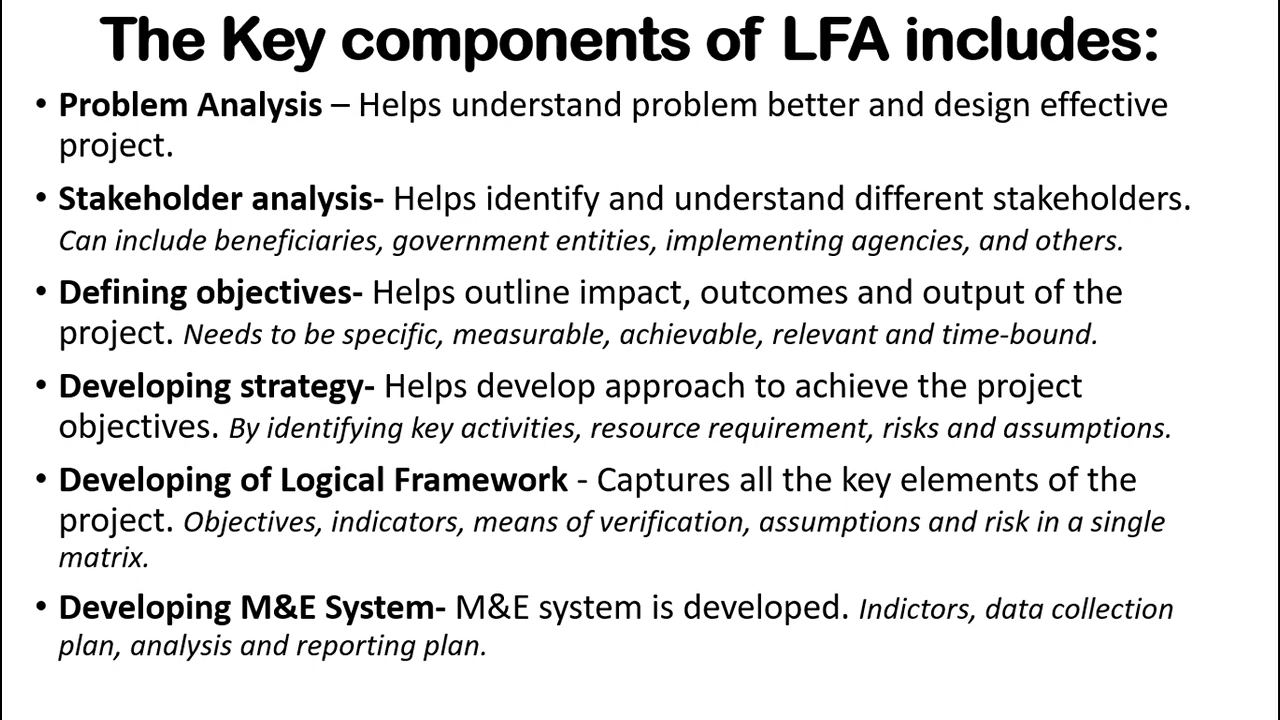 The Key components of LFA includes:
• Problem Analysis – Helps understand problem better and design effective
project.
• Stakeholder analysis- Helps identify and understand different stakeholders.
Can include beneficiaries, government entities, implementing agencies, and others.
• Defining objectives- Helps outline impact, outcomes and output of the
project. Needs to be specific, measurable, achievable, relevant and time-bound.
• Developing strategy- Helps develop approach to achieve the project
objectives. By identifying key activities, resource requirement, risks and assumptions.
• Developing of Logical Framework - Captures all the key elements of the
project. Objectives, indicators, means of verification, assumptions and risk in a single
matrix.
• Developing M&E System- M&E system is developed. Indictors, data collection
plan, analysis and reporting plan.